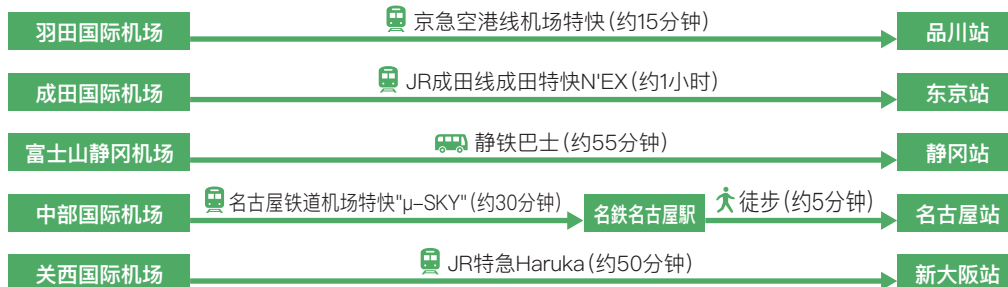 羽田国际机场 京急空港线机场特快(约15分钟) 品川站
成田国际机场 JR成田线成田特快N'EX(约1小时) 东京站
富士山静冈机场 静铁巴士(约55分钟) 静冈站
中部国际机场 名古屋铁道机场特快"μ-SKY"(约30分钟) 名鉄名古屋駅 徒步(约5分钟) 名古屋站
关西国际机场 JR特急Haruka(约50分钟) 新大阪站